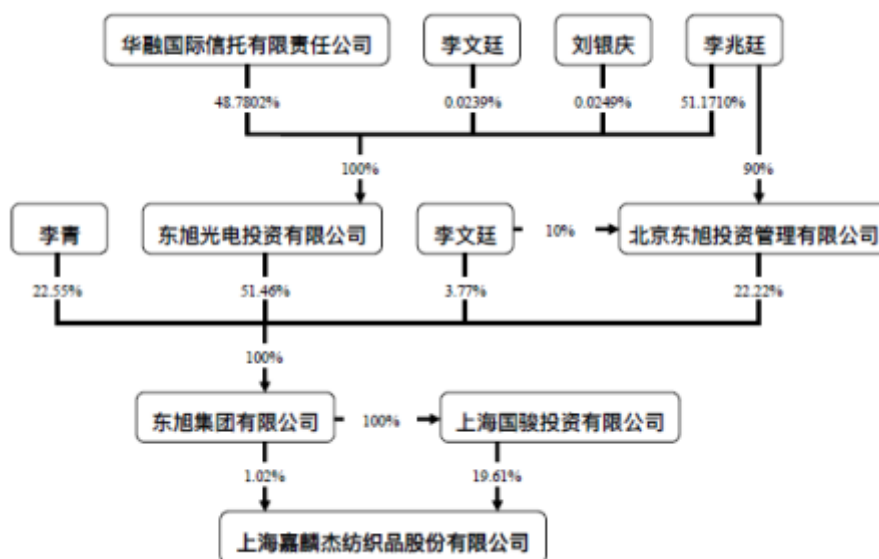 华融国际信托有限责任公司
李文廷
刘银庆
李兆廷
48.7802%
0.0239%
0.0249%
51.1710%
100%
90%
李青
东旭光电投资有限公司
李文廷
10%
北京东旭投资管理有限公司
22.55%
51.46%
3.77%
22.22%
100%
东旭集团有限公司
100%
上海国骏投资有限公司
1.02%
19.61%
上海嘉麟杰纺织品股份有限公司